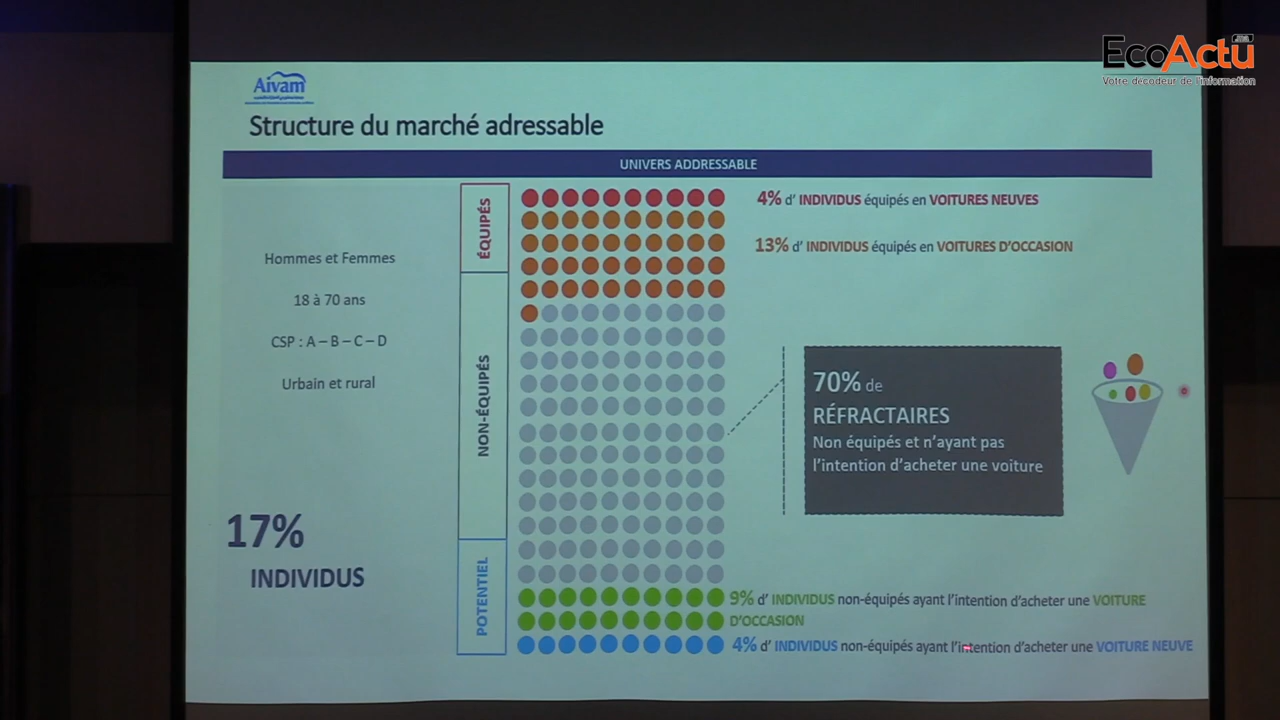 EcoActu
.ma
Votre décodeur de l'information
Aivam
Structure du marché adressable
UNIVERS ADDRESSABLE
ÉQUIPÉS
4% d' INDIVIDUS équipés en VOITURES NEUVES
13% d' INDIVIDUS équipés en VOITURES D'OCCASION
Hommes et Femmes
18 à 70 ans
CSP : A – B – C – D
Urbain et rural
NON-ÉQUIPÉS
70% de
RÉFRACTAIRES
Non équipés et n'ayant pas
l'intention d'acheter une voiture
17%
INDIVIDUS
POTENTIEL
9% d' INDIVIDUS non-équipés ayant l'intention d'acheter une VOITURE
D'OCCASION
4% d' INDIVIDUS non-équipés ayant l'intention d'acheter une VOITURE NEUVE